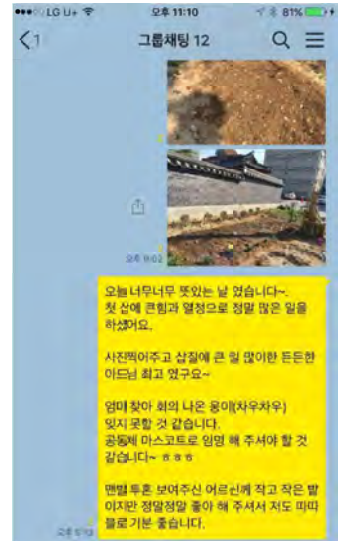 LG U+ 오후 11:10 81%
1 그룹채팅 12
오늘 너무너무 뜻있는 날 였습니다~.
첫 삽에 큰힘과 열정으로 정말 많은 일을
하셨어요.
사진찍어주고 삽질에 큰 일 많이한 든든한
아드님 최고 였구요~
엄마 찾아 회의 나온 웅이(차우차우)
잊지 못할 것 같습니다.
공동체 마스코트로 임명 해 주셔야 할 것
같습니다~ ㅎㅎㅎ
맨발투혼 보여주신 어르신께 작고 작은 밭
이지만 정말정말 좋아 해 주셔서 저도 따따
블로기분 좋습니다.